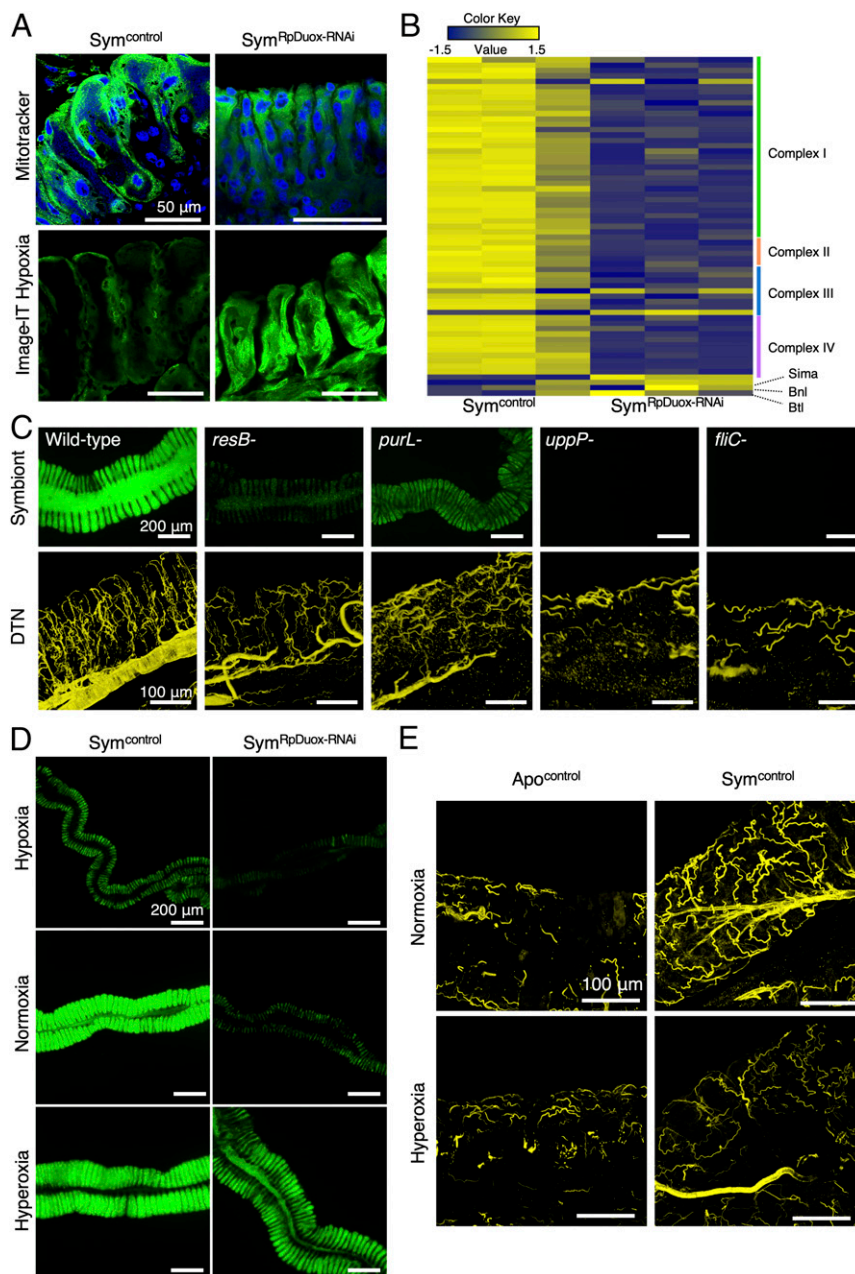 A
Sym^control
Sym^RpDuox-RNAi
Mitotracker
50 µm
Image-IT Hypoxia
B
Color Key
-1.5 Value 1.5
Complex I
Complex II
Complex III
Complex IV
Sima
Bnl
Btl
Sym^control
Sym^RpDuox-RNAi
C
Wild-type
resB-
purL-
uppP-
fliC-
Symbiont
200 µm
DTN
100 µm
D
Sym^control
Sym^RpDuox-RNAi
Hypoxia
200 µm
Normoxia
Hyperoxia
E
Apo^control
Sym^control
Normoxia
100 µm
Hyperoxia